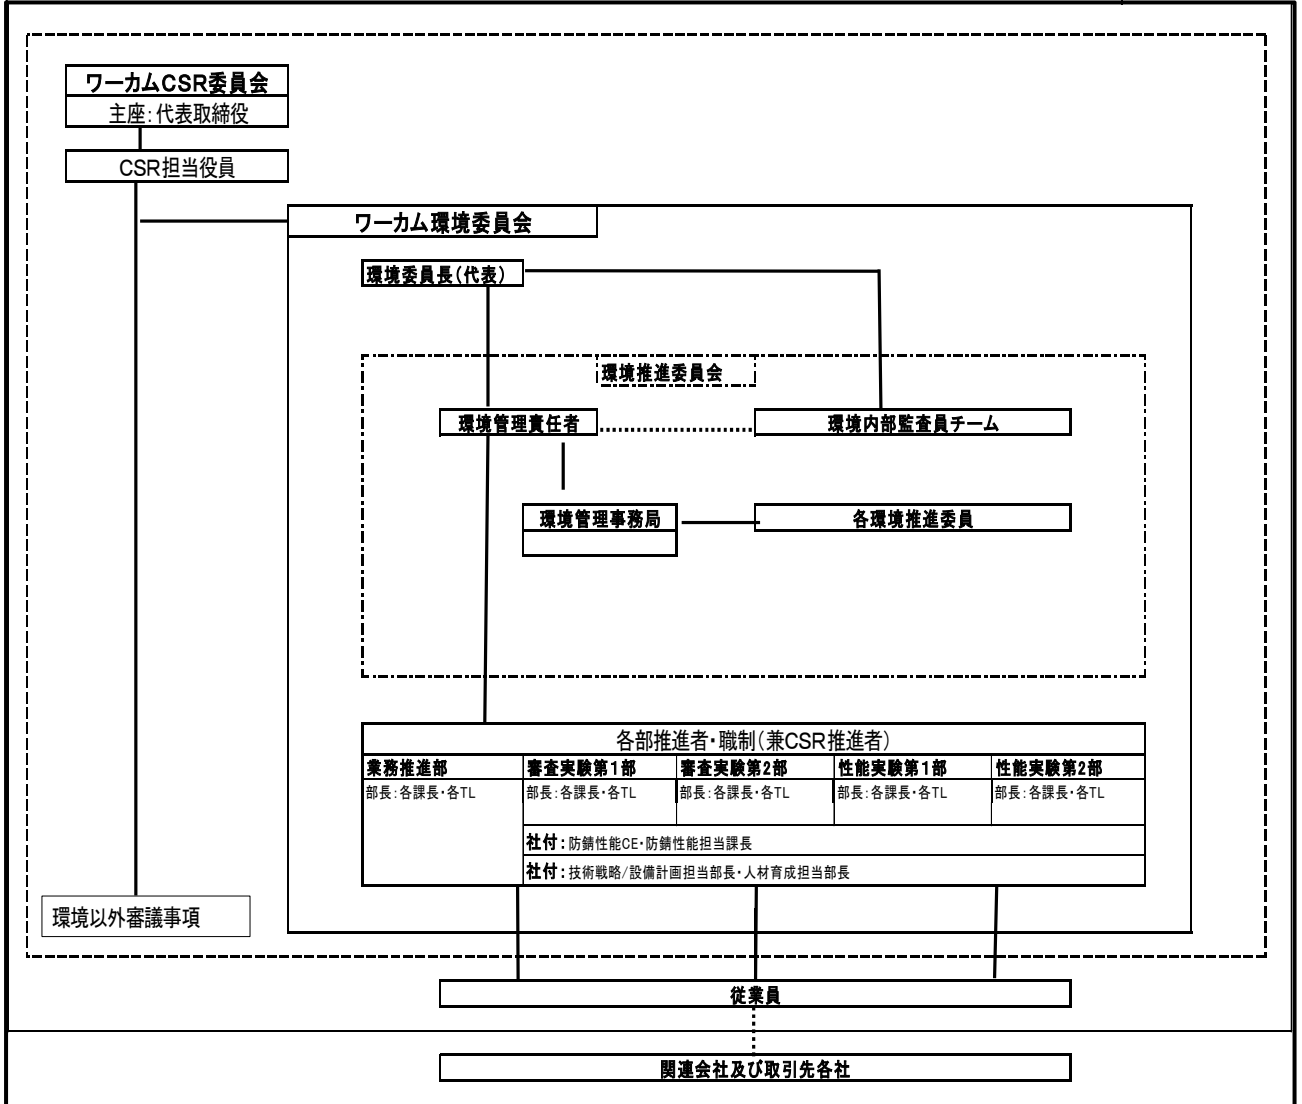 ワーカムCSR委員会
主座：代表取締役
CSR担当役員
ワーカム環境委員会
環境委員長（代表）
環境推進委員会
環境管理責任者
環境内部監査員チーム
環境管理事務局
各環境推進委員
各部推進者・職制（兼CSR推進者）
業務推進部 審査実験第1部 審査実験第2部 性能実験第1部 性能実験第2部
部長：各課長・各TL 部長：各課長・各TL 部長：各課長・各TL 部長：各課長・各TL 部長：各課長・各TL
社付：防錆性能CE・防錆性能担当課長
社付：技術戦略/設備計画担当部長・人材育成担当部長
環境以外審議事項
従業員
関連会社及び取引先各社